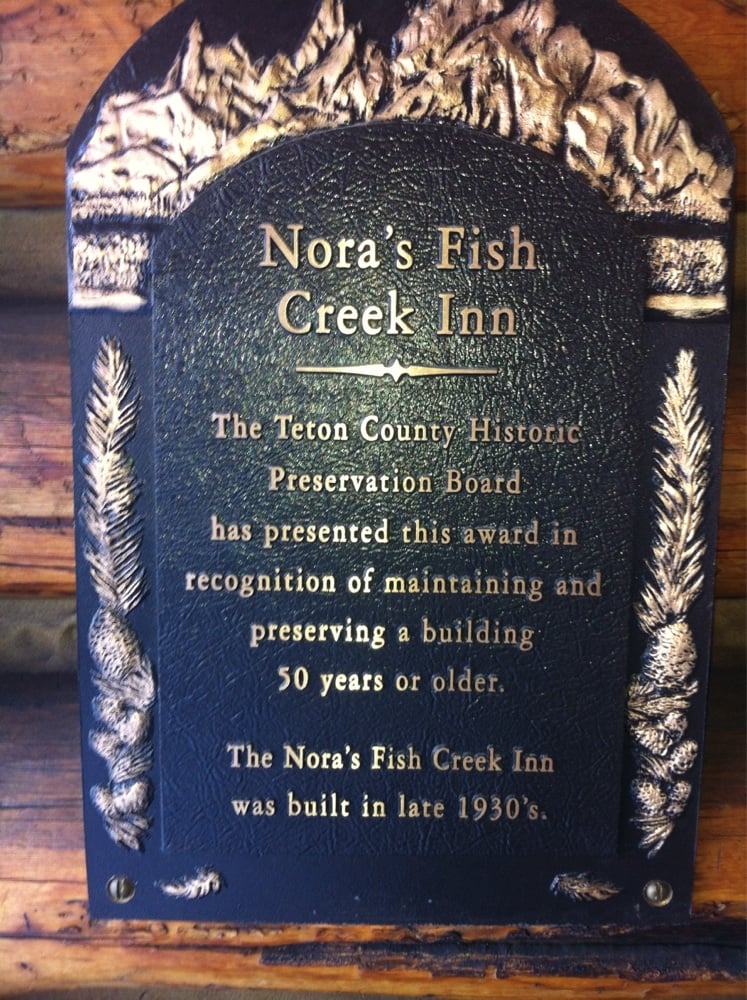 Nora's Fish
Creek Inn
The Teton County Historic
Preservation Board
has presented this award in
recognition of maintaining and
preserving a building
50 years or older.
The Nora's Fish Creek Inn
was built in late 1930's.